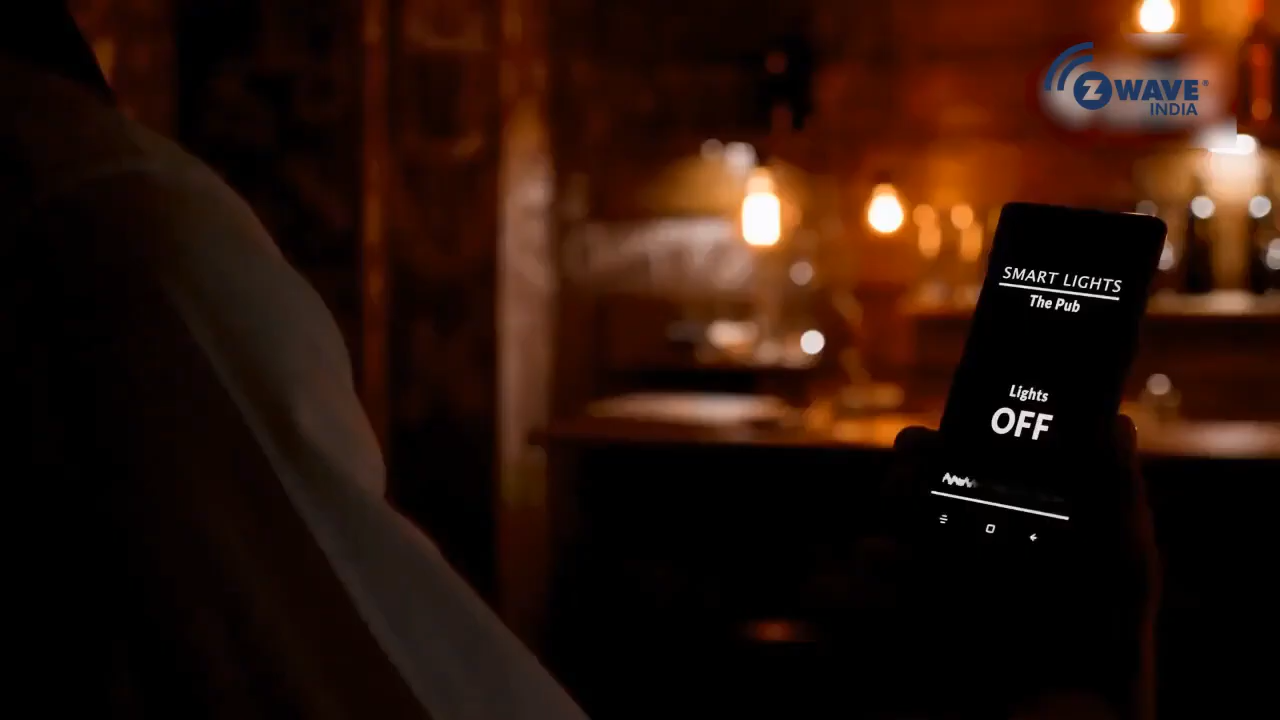 Z WAVE®
INDIA
SMART LIGHTS
The Pub
Lights
OFF